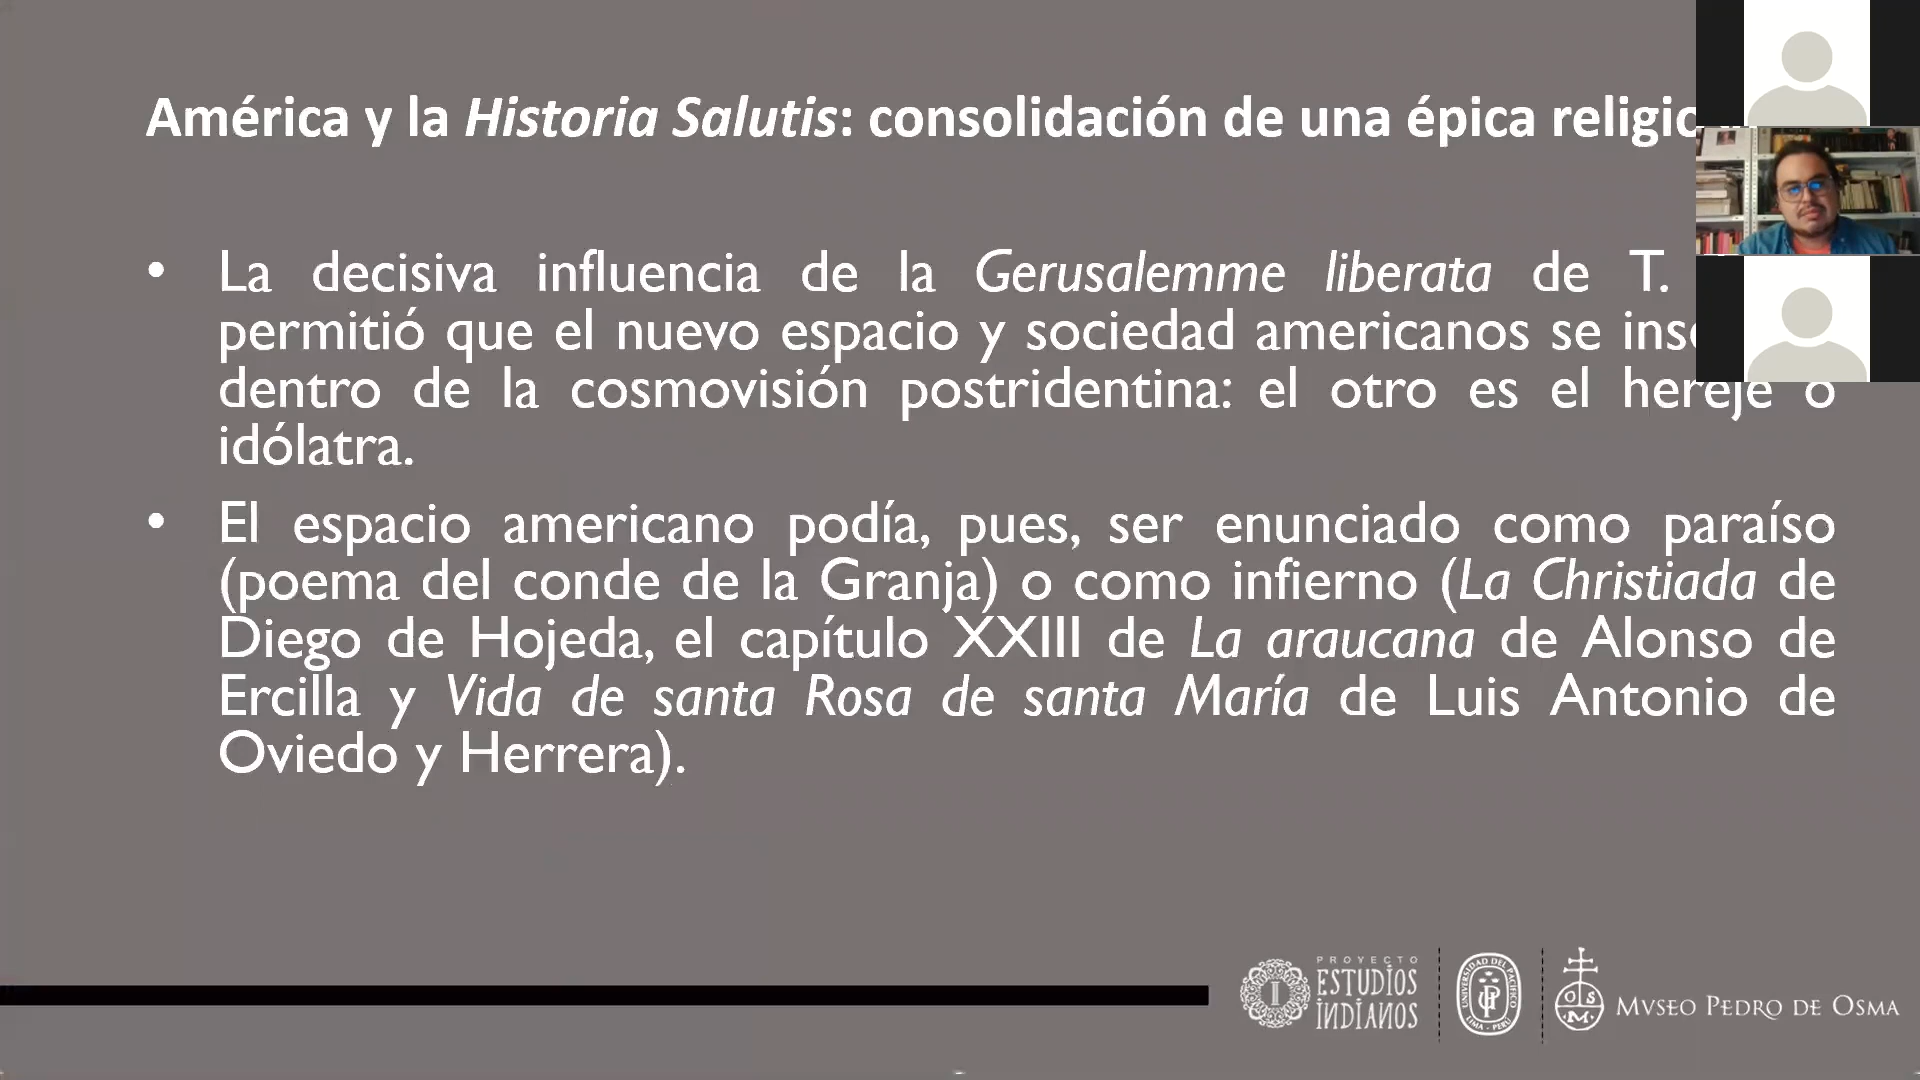 América y la Historia Salutis: consolidación de una épica
La decisiva influencia de la Gerusalemme liberata de T.
permitió que el nuevo espacio y sociedad americanos se
dentro de la cosmovisión postridentina: el otro es el hereje o
idólatra.
El espacio americano podía, pues, ser enunciado como paraíso
(poema del conde de la Granja) o como infierno (La Christiada de
Diego de Hojeda, el capítulo XXIII de La araucana de Alonso de
Ercilla y Vida de santa Rosa de santa María de Luis Antonio de
Oviedo y Herrera).
PROYECTO
ESTUDIOS
INDIANOS
UNIVERSIDAD DEL PACIFICO
LIMA - PERU
MVSEO PEDRO DE OSMA